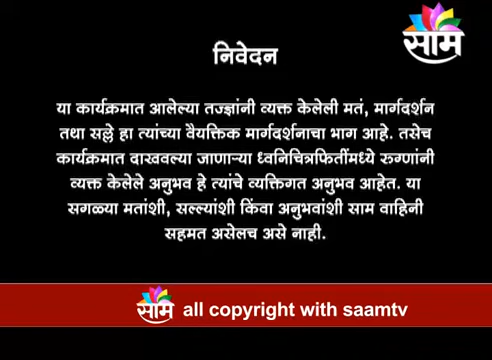 साम
निवेदन
या कार्यक्रमात आलेल्या तज्ज्ञांनी व्यक्त केलेली मतं, मार्गदर्शन
तथा सल्ले हा त्यांच्या वैयक्तिक मार्गदर्शनाचा भाग आहे. तसेच
कार्यक्रमात दाखवल्या जाणाऱ्या ध्वनिचित्रफितींमध्ये रुग्णांनी
व्यक्त केलेले अनुभव हे त्यांचे व्यक्तिगत अनुभव आहेत. या
सगळ्या मतांशी, सल्ल्यांशी किंवा अनुभवांशी साम वाहिनी
सहमत असेलच असे नाही.
साम all copyright with saamtv